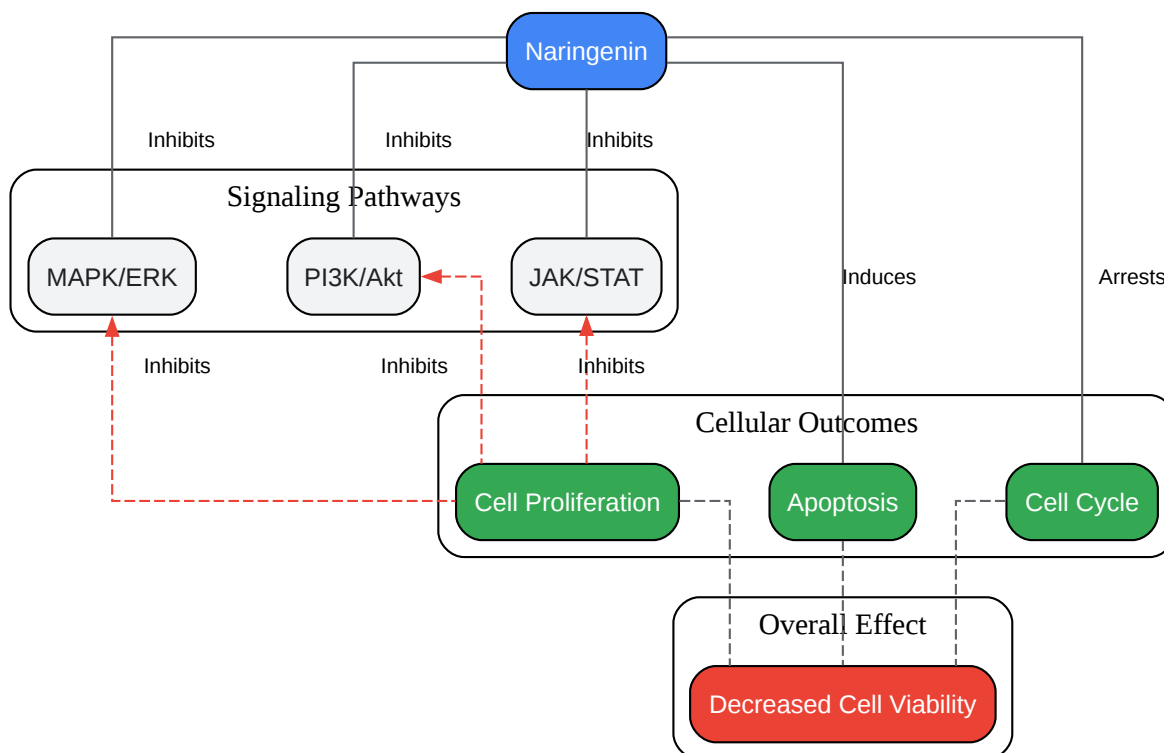 Naringenin
Inhibits
Inhibits
Inhibits
Signaling Pathways
MAPK/ERK
PI3K/Akt
JAK/STAT
Induces
Arrests
Inhibits
Inhibits
Inhibits
Cellular Outcomes
Cell Proliferation
Apoptosis
Cell Cycle
Overall Effect
Decreased Cell Viability